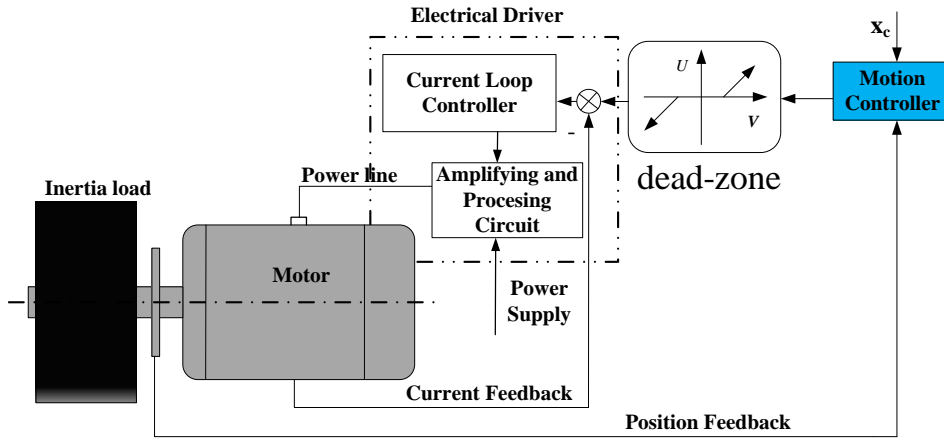 Electrical Driver
x_c
Current Loop
Controller
-
U
V
Motion
Controller
dead-zone
Power line
Amplifying and
Procesing
Circuit
Inertia load
Motor
Power
Supply
Current Feedback
Position Feedback